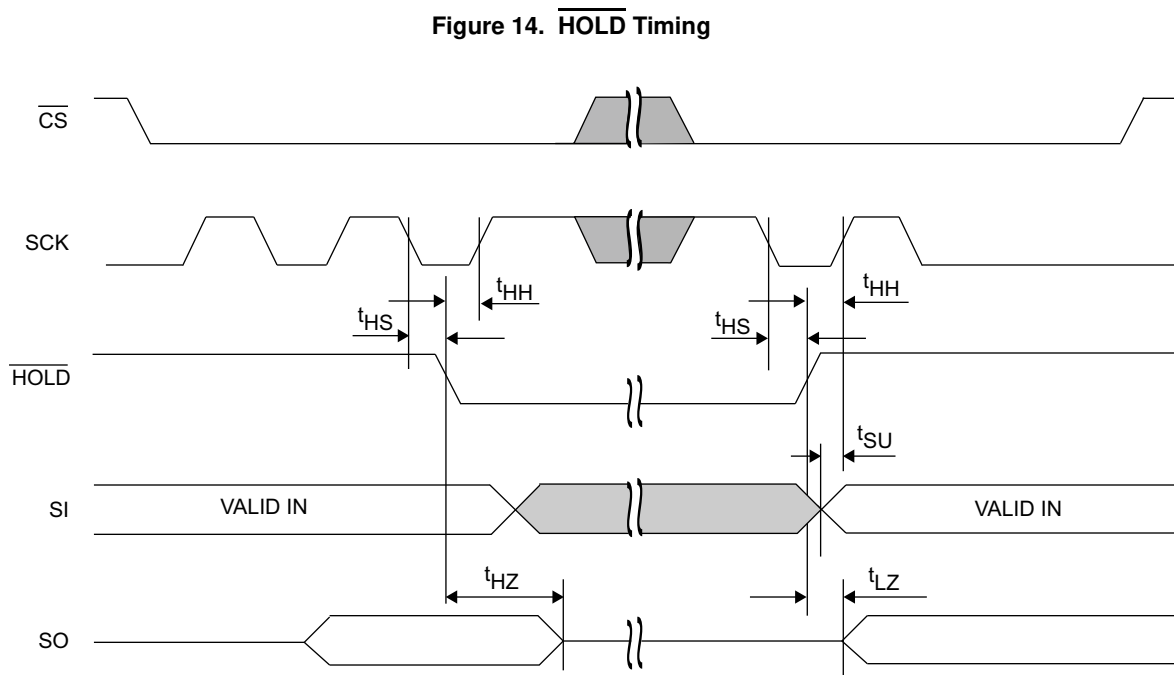 Figure 14. HOLD Timing
CS
SCK
tHH
tHH
tHS
tHS
HOLD
tSU
SI
VALID IN
VALID IN
tHZ
tLZ
SO